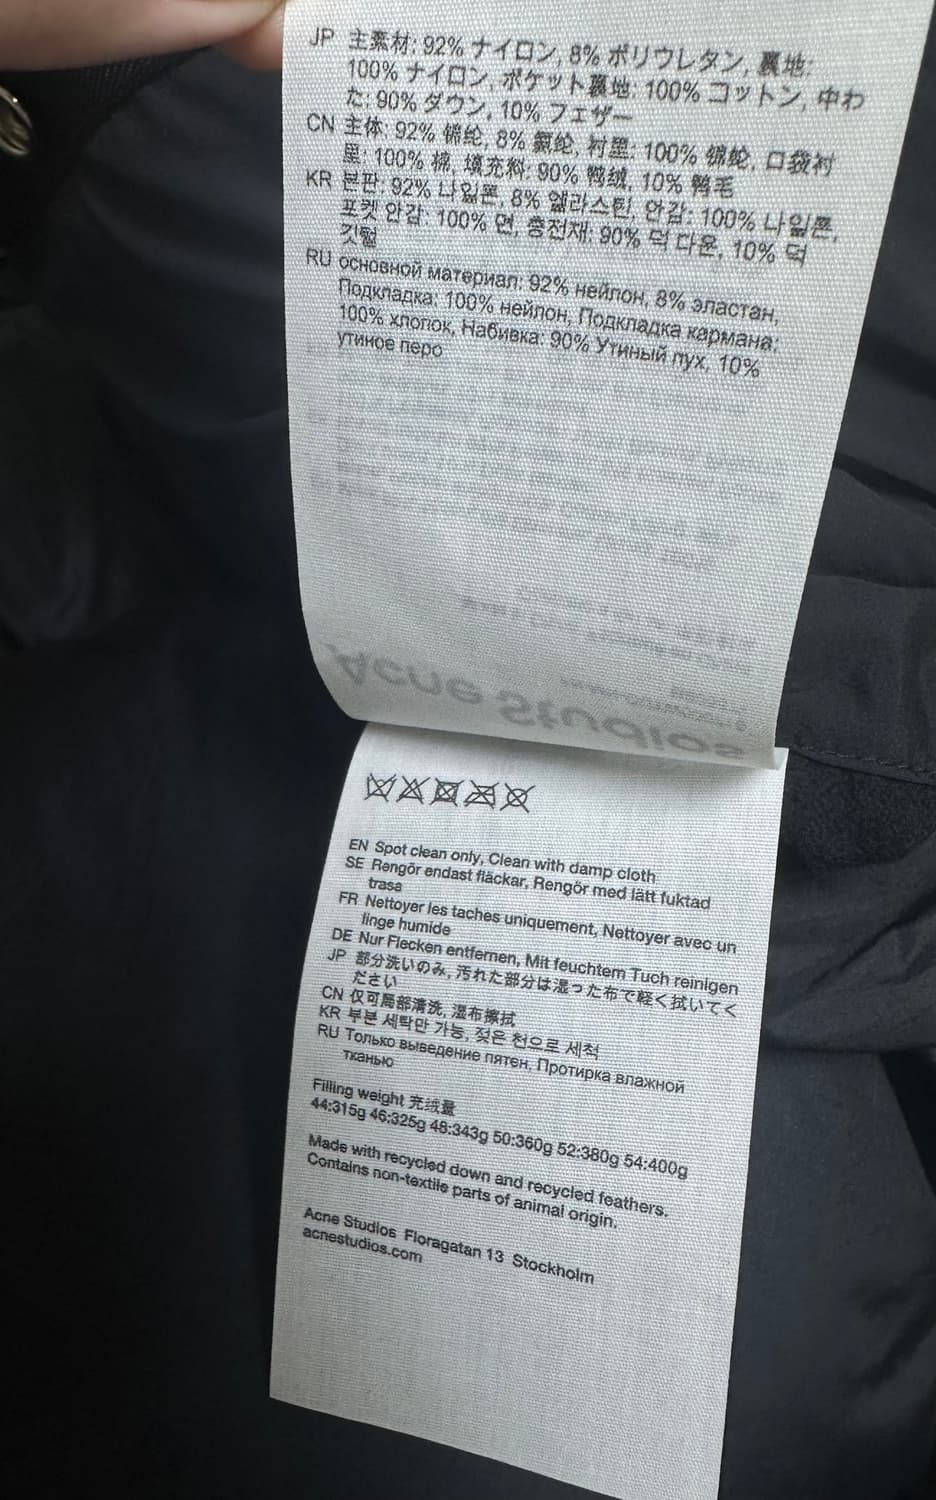 JP 主素材: 92% ナイロン, 8% ポリウレタン, 裏地:
100% ナイロン, ポケット裏地: 100% コットン, 中わ
た: 90% ダウン, 10% フェザー
CN 主体: 92% 锦纶, 8% 氨纶, 衬里: 100% 锦纶, 口袋衬
里: 100% 棉, 填充料: 90% 鸭绒, 10% 鸭毛
KR 본판: 92% 나일론, 8% 엘라스틴, 안감: 100% 나일론,
포켓 안감: 100% 면, 충전재: 90% 덕 다운, 10% 덕
깃털
RU основной материал: 92% нейлон, 8% эластан,
Подкладка: 100% нейлон, Подкладка кармана:
100% хлопок, Набивка: 90% Утиный пух, 10%
утиное перо
Acne Studios
EN Spot clean only, Clean with damp cloth
SE Rengör endast fläckar, Rengör med lätt fuktad
trasa
FR Nettoyer les taches uniquement, Nettoyer avec un
linge humide
DE Nur Flecken entfernen, Mit feuchtem Tuch reinigen
JP 部分洗いのみ, 汚れた部分は湿った布で軽く拭いてく
ださい
CN 仅可局部清洗, 湿布擦拭
KR 부분 세탁만 가능, 젖은 천으로 세척
RU Только выведение пятен, Протирка влажной
тканью
Filling weight 充绒量
44:315g 46:325g 48:343g 50:360g 52:380g 54:400g
Made with recycled down and recycled feathers.
Contains non-textile parts of animal origin.
Acne Studios Floragatan 13 Stockholm
acnestudios.com